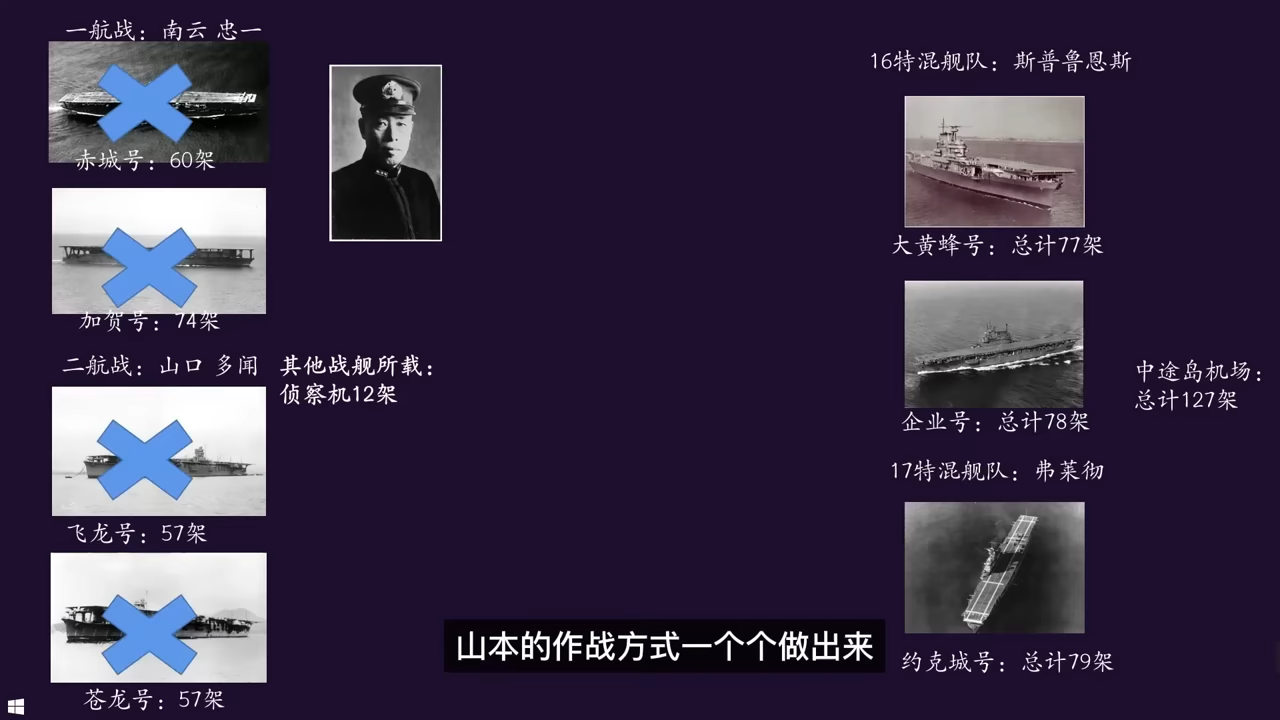 一航战：南云 忠一
赤城号：60架
加贺号：74架
二航战：山口 多闻
其他战舰所载：
侦察机12架
飞龙号：57架
苍龙号：57架
16特混舰队：斯普鲁恩斯
大黄蜂号：总计77架
企业号：总计78架
中途岛机场：
总计127架
17特混舰队：弗莱彻
约克城号：总计79架
山本的作战方式一个个做出来